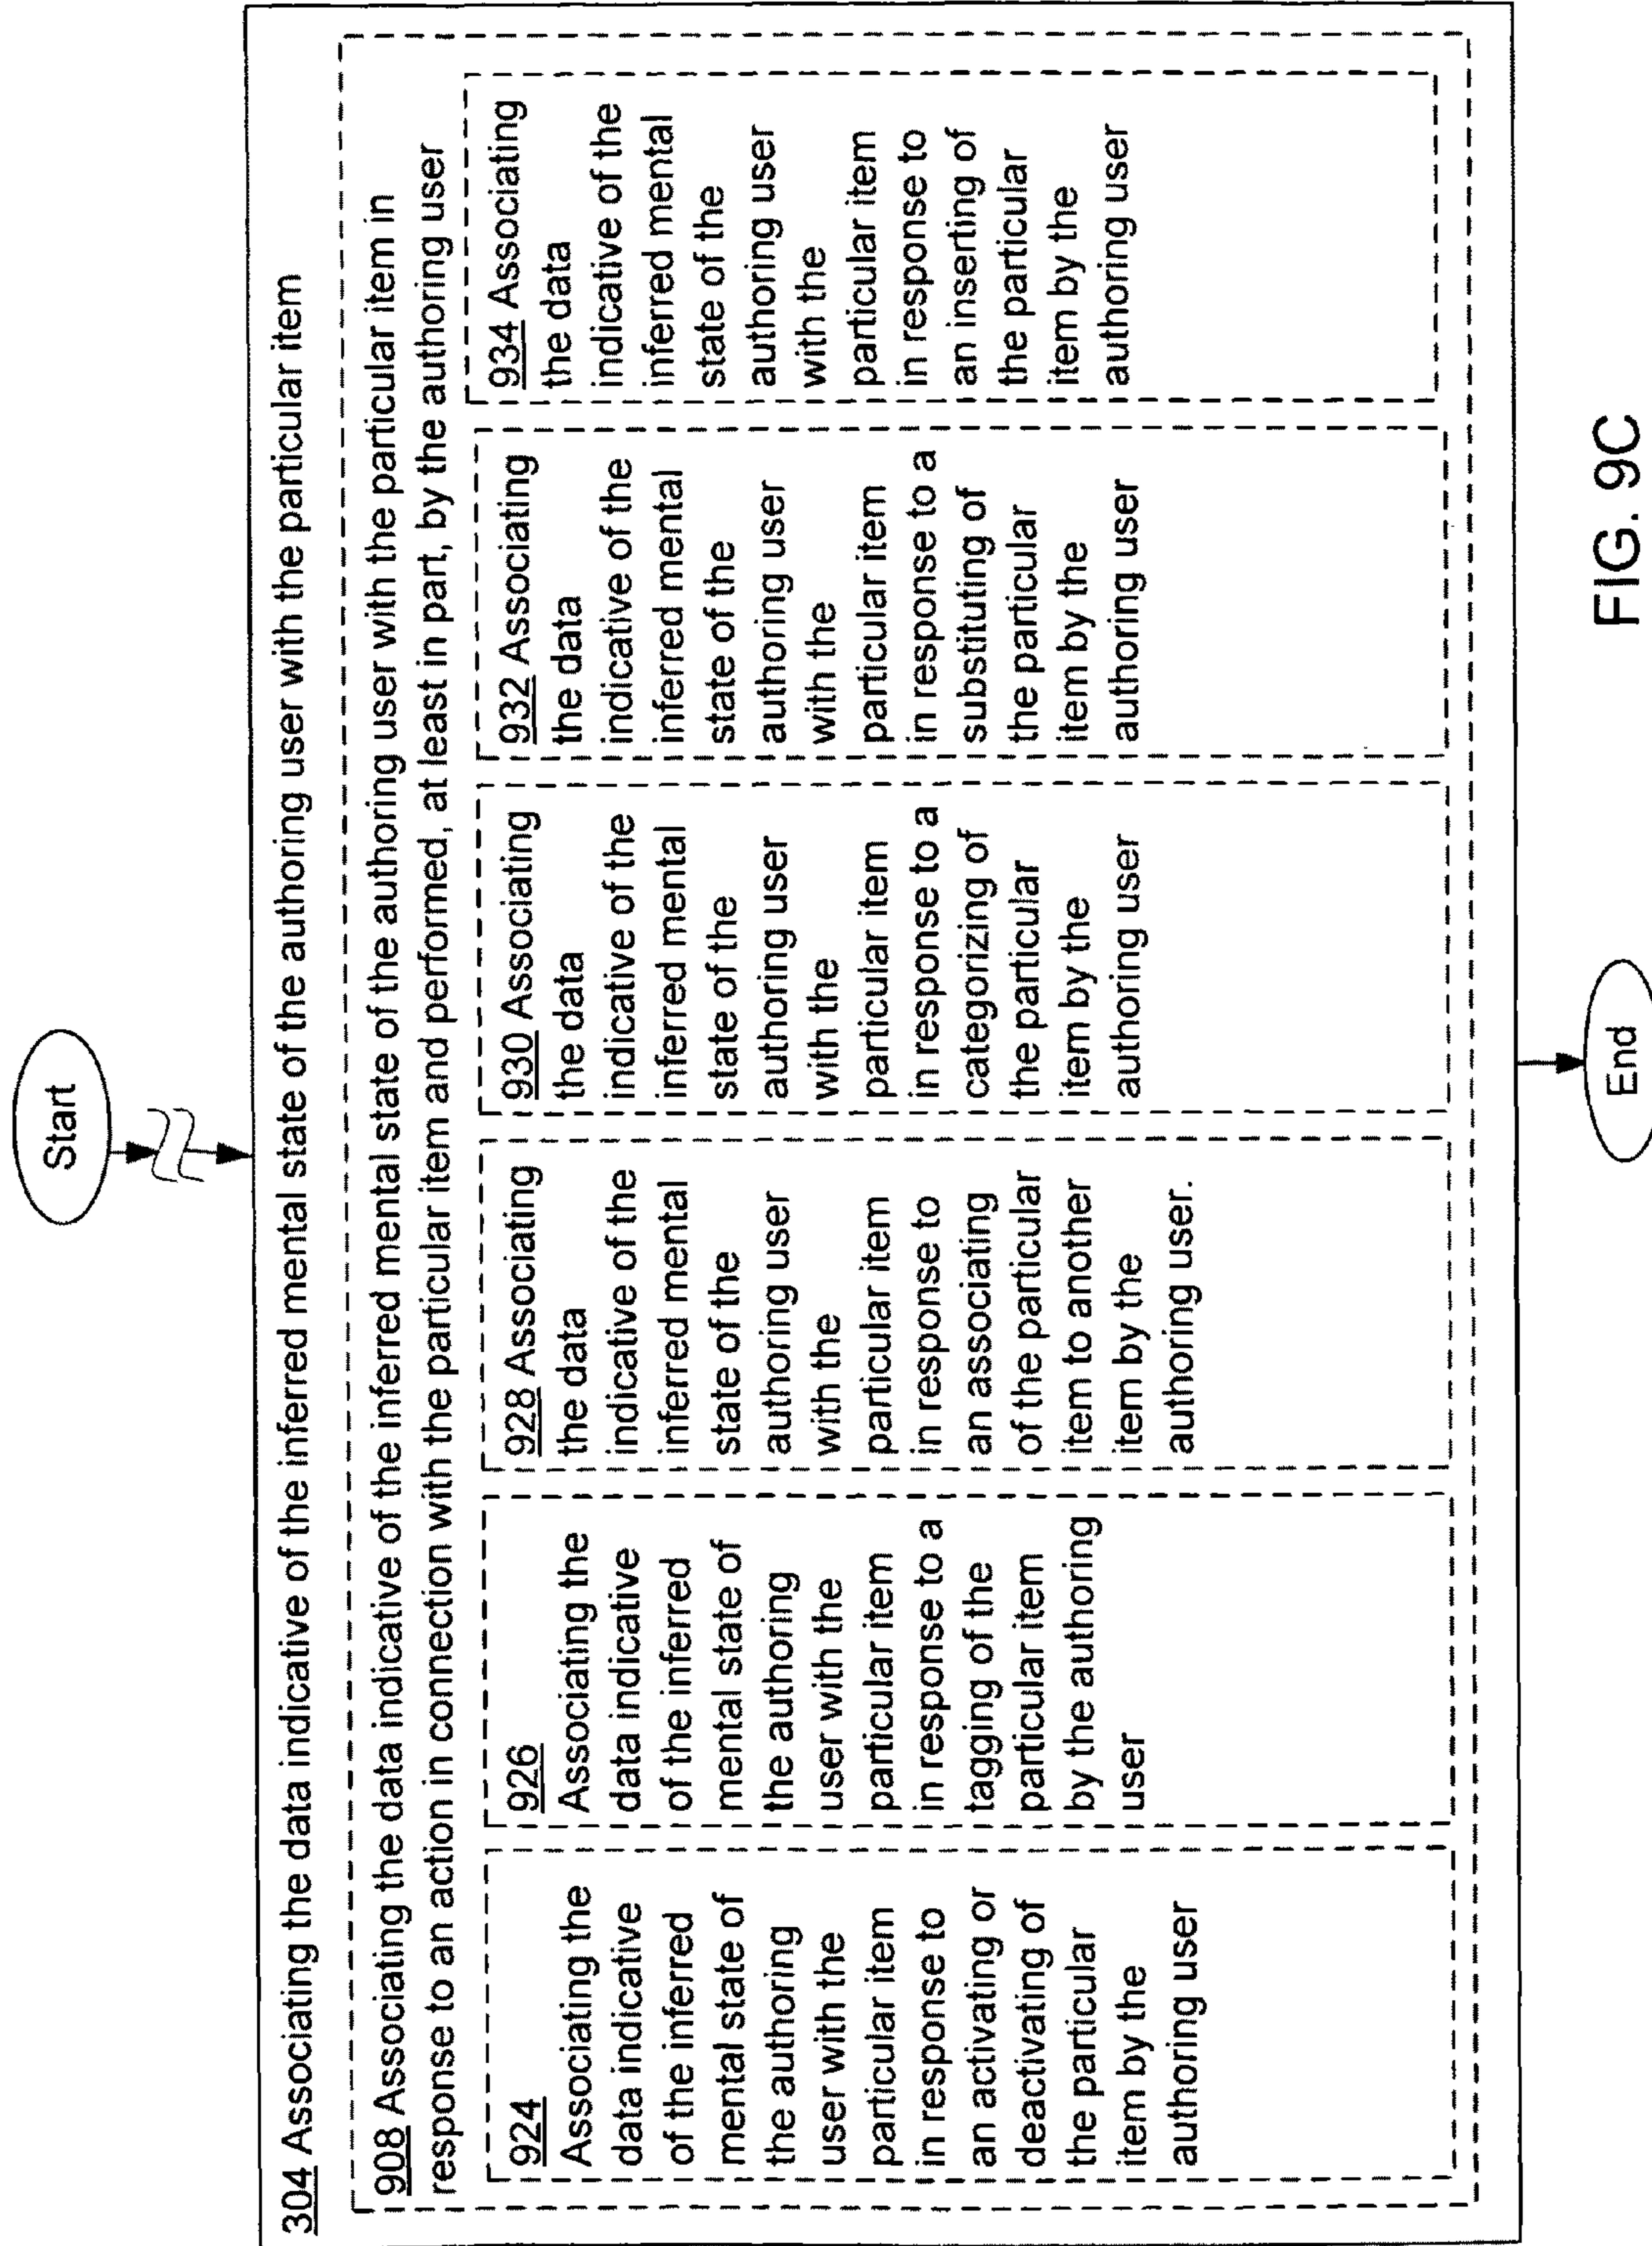 Start
304 Associating the data indicative of the inferred mental state of the authoring user with the particular item
908 Associating the data indicative of the inferred mental state of the authoring user with the particular item in
response to an action in connection with the particular item and performed, at least in part, by the authoring user
924
Associating the
data indicative
of the inferred
mental state of
the authoring
user with the
particular item
in response to
an activating or
deactivating of
the particular
item by the
authoring user
926
Associating the
data indicative
of the inferred
mental state of
the authoring
user with the
particular item
in response to a
tagging of the
particular item
by the authoring
user
928 Associating
the data
indicative of the
inferred mental
state of the
authoring user
with the
particular item
in response to
an associating
of the particular
item to another
item by the
authoring user.
930 Associating
the data
indicative of the
inferred mental
state of the
authoring user
with the
particular item
in response to a
categorizing of
the particular
item by the
authoring user
932 Associating
the data
indicative of the
inferred mental
state of the
authoring user
with the
particular item
in response to a
substituting of
the particular
item by the
authoring user
934 Associating
the data
indicative of the
inferred mental
state of the
authoring user
with the
particular item
in response to
an inserting of
the particular
item by the
authoring user
End
FIG. 9C